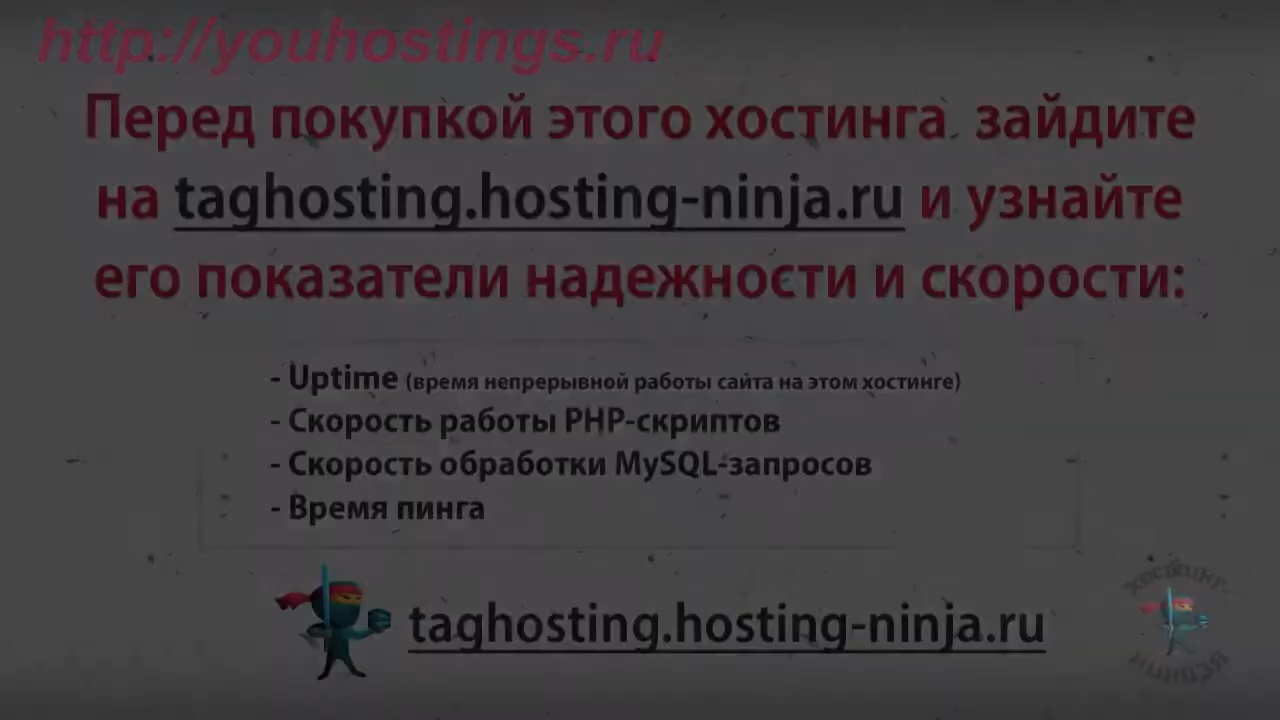 http://youhostings.ru
Перед покупкой этого хостинга зайдите
на taghosting.hosting-ninja.ru и узнайте
его показатели надежности и скорости:
- Uptime (время непрерывной работы сайта на этом хостинге)
- Скорость работы PHP-скриптов
- Скорость обработки MySQL-запросов
- Время пинга
taghosting.hosting-ninja.ru
хостинг
ниндзя